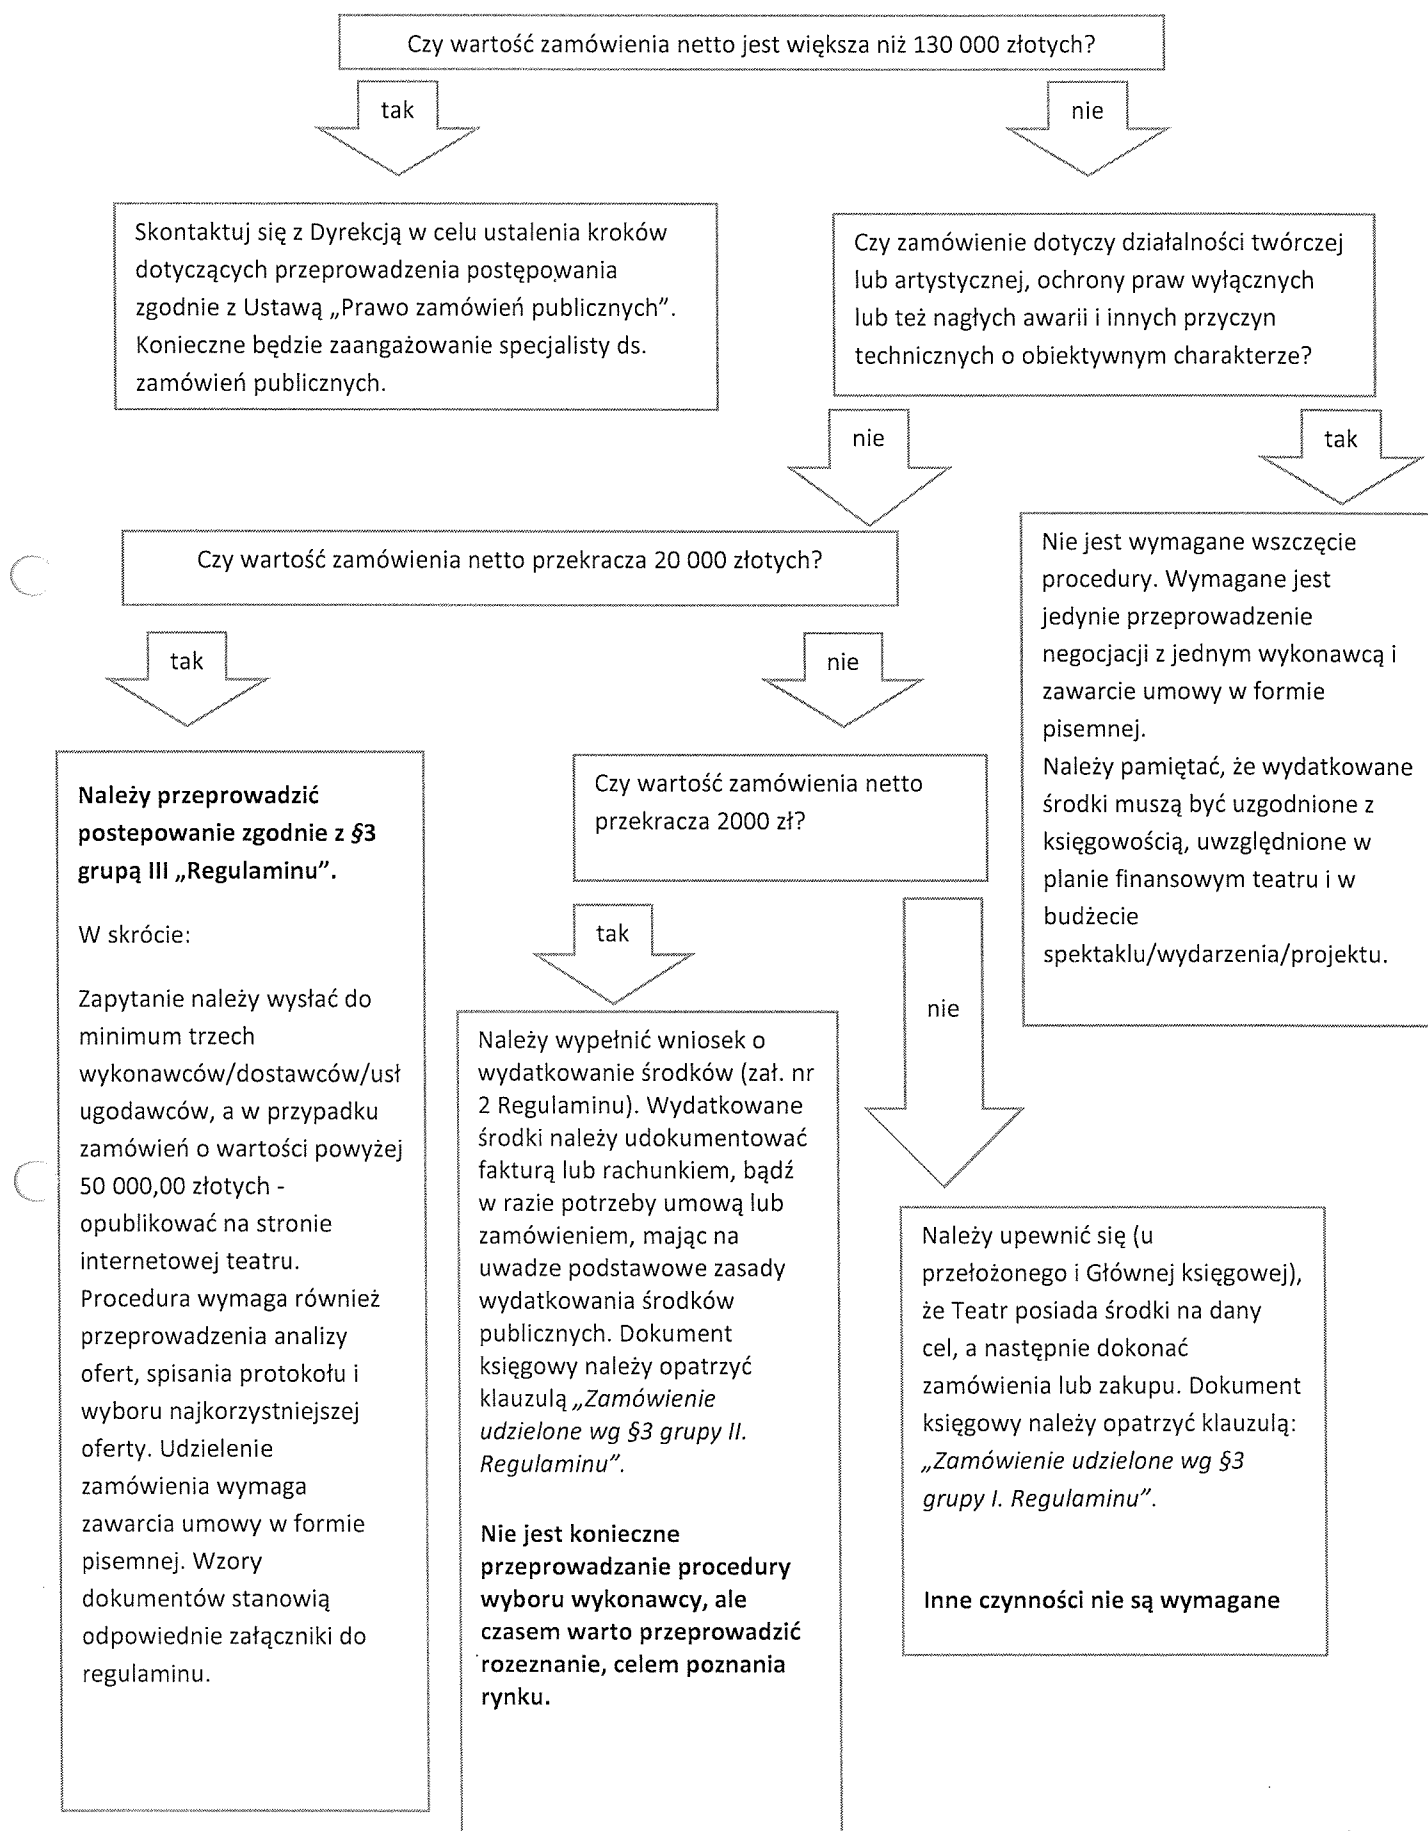 Czy wartość zamówienia netto jest większa niż 130 000 złotych?
tak
nie
Skontaktuj się z Dyrekcją w celu ustalenia kroków
dotyczących przeprowadzenia postępowania
zgodnie z Ustawą „Prawo zamówień publicznych”.
Konieczne będzie zaangażowanie specjalisty ds.
zamówień publicznych.
Czy zamówienie dotyczy działalności twórczej
lub artystycznej, ochrony praw wyłącznych
lub też nagłych awarii i innych przyczyn
technicznych o obiektywnym charakterze?
nie
tak
Czy wartość zamówienia netto przekracza 20 000 złotych?
Nie jest wymagane wszczęcie
procedury. Wymagane jest
jedynie przeprowadzenie
negocjacji z jednym wykonawcą i
zawarcie umowy w formie
pisemnej.
Należy pamiętać, że wydatkowane
środki muszą być uzgodnione z
księgowością, uwzględnione w
planie finansowym teatru i w
budżecie
spektaklu/wydarzenia/projektu.
tak
nie
Należy przeprowadzić
postepowanie zgodnie z §3
grupą III „Regulaminu”.
W skrócie:
Zapytanie należy wysłać do
minimum trzech
wykonawców/dostawców/usł
ugodawców, a w przypadku
zamówień o wartości powyżej
50 000,00 złotych -
opublikować na stronie
internetowej teatru.
Procedura wymaga również
przeprowadzenia analizy
ofert, spisania protokołu i
wyboru najkorzystniejszej
oferty. Udzielenie
zamówienia wymaga
zawarcia umowy w formie
pisemnej. Wzory
dokumentów stanowią
odpowiednie załączniki do
regulaminu.
Czy wartość zamówienia netto
przekracza 2000 zł?
tak
nie
Należy wypełnić wniosek o
wydatkowanie środków (zał. nr
2 Regulaminu). Wydatkowane
środki należy udokumentować
fakturą lub rachunkiem, bądź
w razie potrzeby umową lub
zamówieniem, mając na
uwadze podstawowe zasady
wydatkowania środków
publicznych. Dokument
księgowy należy opatrzyć
klauzulą „Zamówienie
udzielone wg §3 grupy II.
Regulaminu”.
Nie jest konieczne
przeprowadzanie procedury
wyboru wykonawcy, ale
czasem warto przeprowadzić
rozeznanie, celem poznania
rynku.
Należy upewnić się (u
przełożonego i Głównej księgowej),
że Teatr posiada środki na dany
cel, a następnie dokonać
zamówienia lub zakupu. Dokument
księgowy należy opatrzyć klauzulą:
„Zamówienie udzielone wg §3
grupy I. Regulaminu”.
Inne czynności nie są wymagane